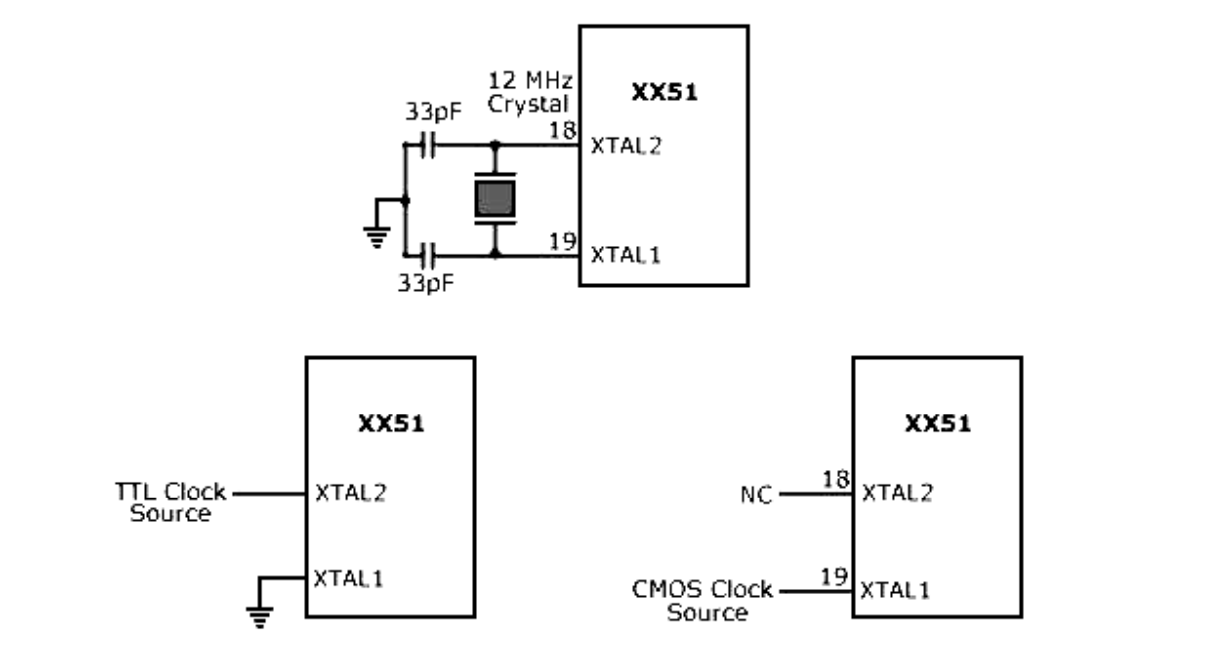 12 MHz
Crystal
XX51
33pF
18
XTAL2
19
XTAL1
33pF
XX51
TTL Clock
Source
XTAL2
XTAL1
XX51
NC
18
XTAL2
CMOS Clock
Source
19
XTAL1